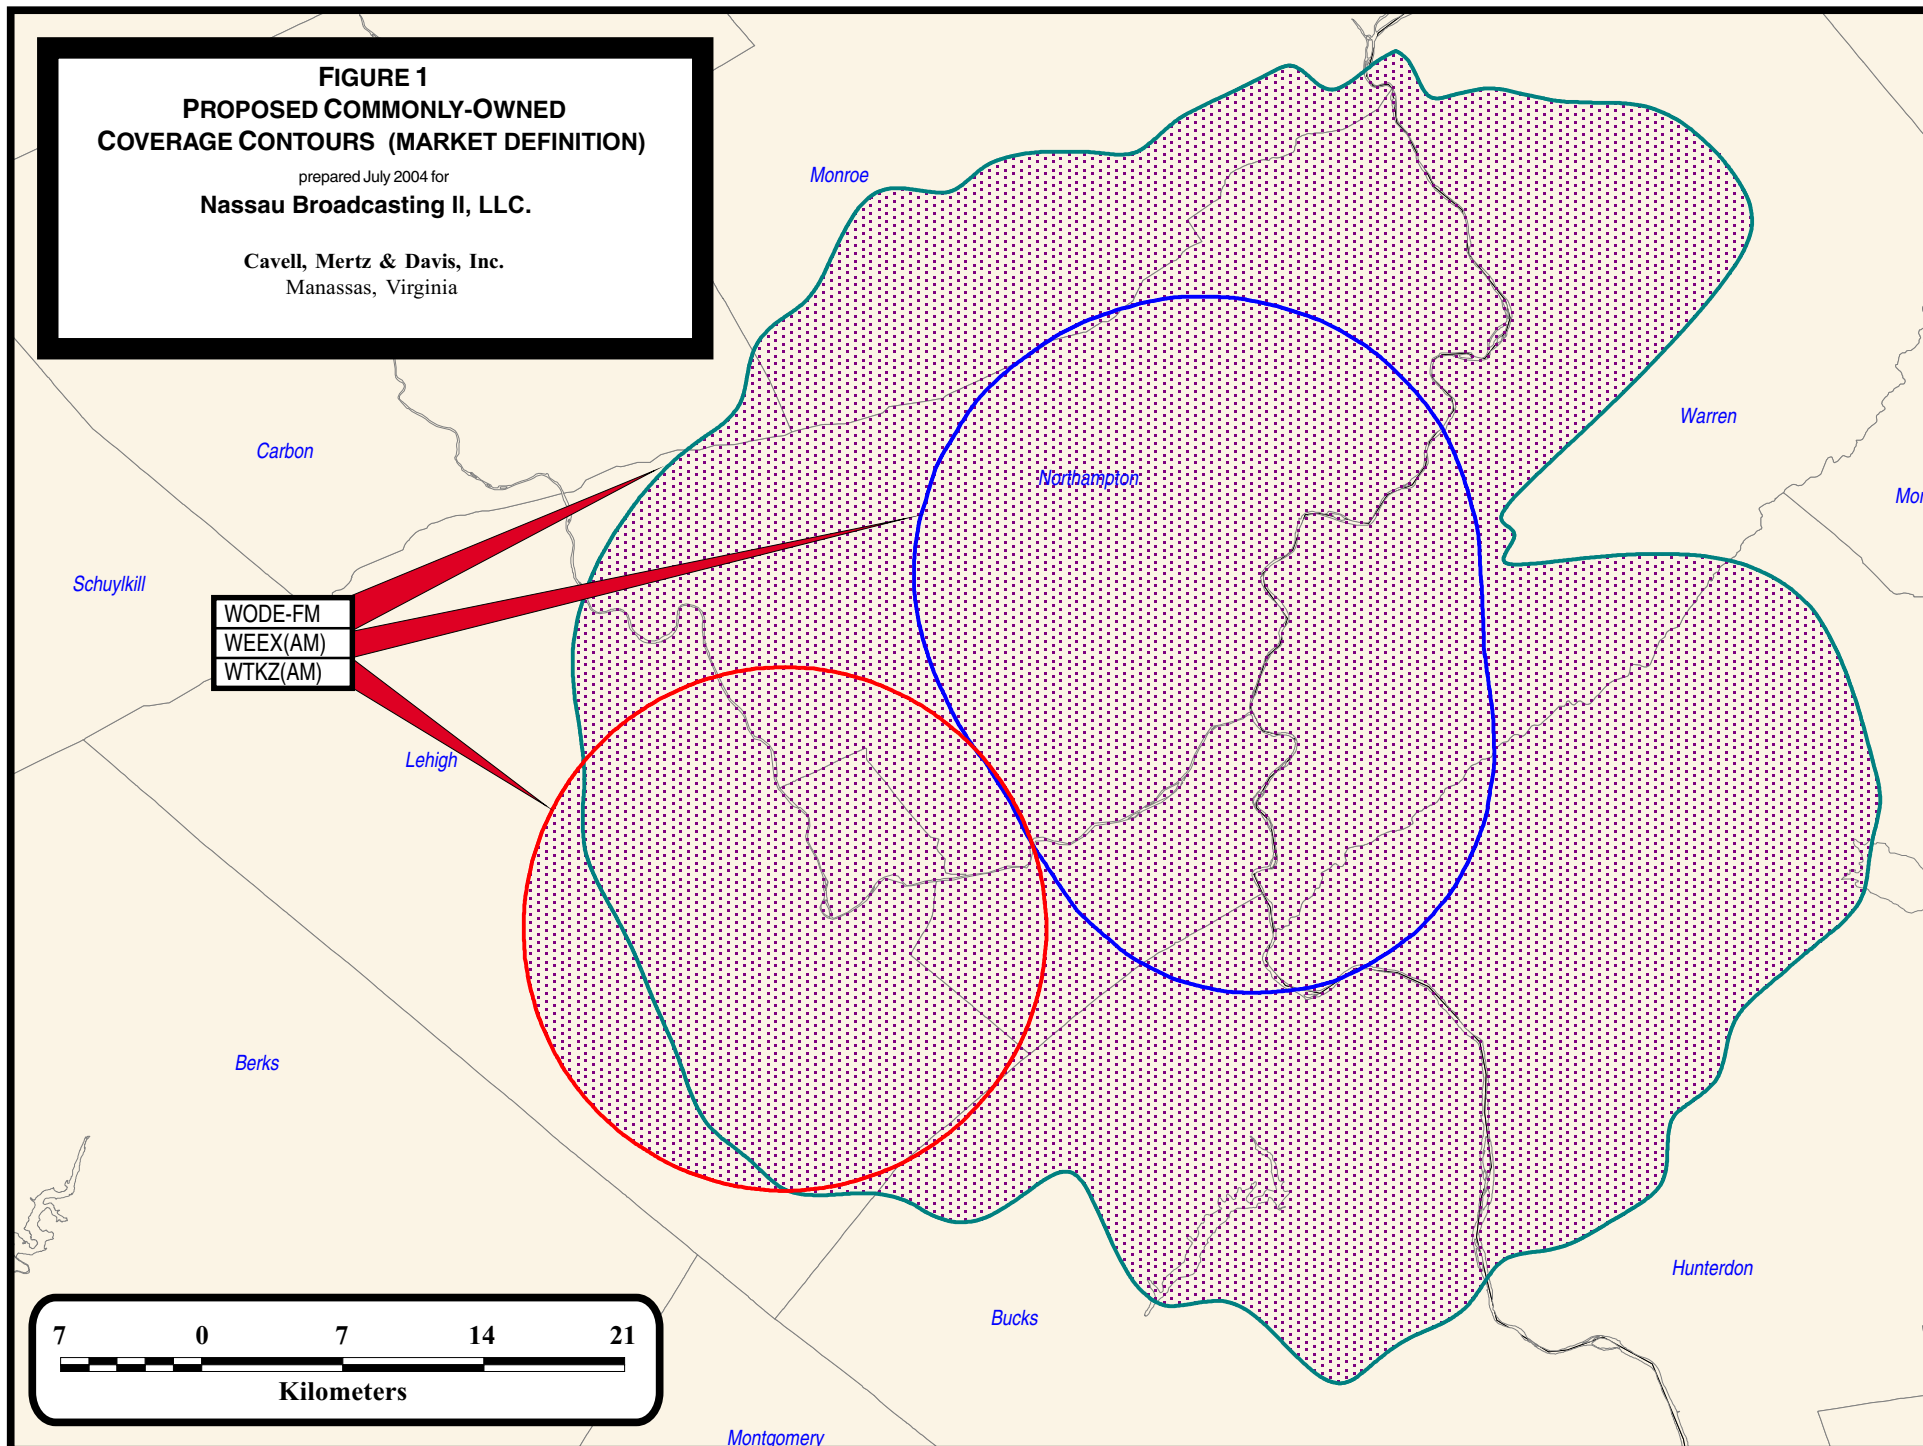 FIGURE 1
PROPOSED COMMONLY-OWNED
COVERAGE CONTOURS (MARKET DEFINITION)
prepared July 2004 for
Nassau Broadcasting II, LLC.
Cavell, Mertz & Davis, Inc.
Manassas, Virginia
Monroe
Warren
Carbon
Northampton
Schuylkill
WODE-FM
WEEX(AM)
WTKZ(AM)
Lehigh
Berks
Hunterdon
Bucks
7 0 7 14 21
Kilometers
Montgomery